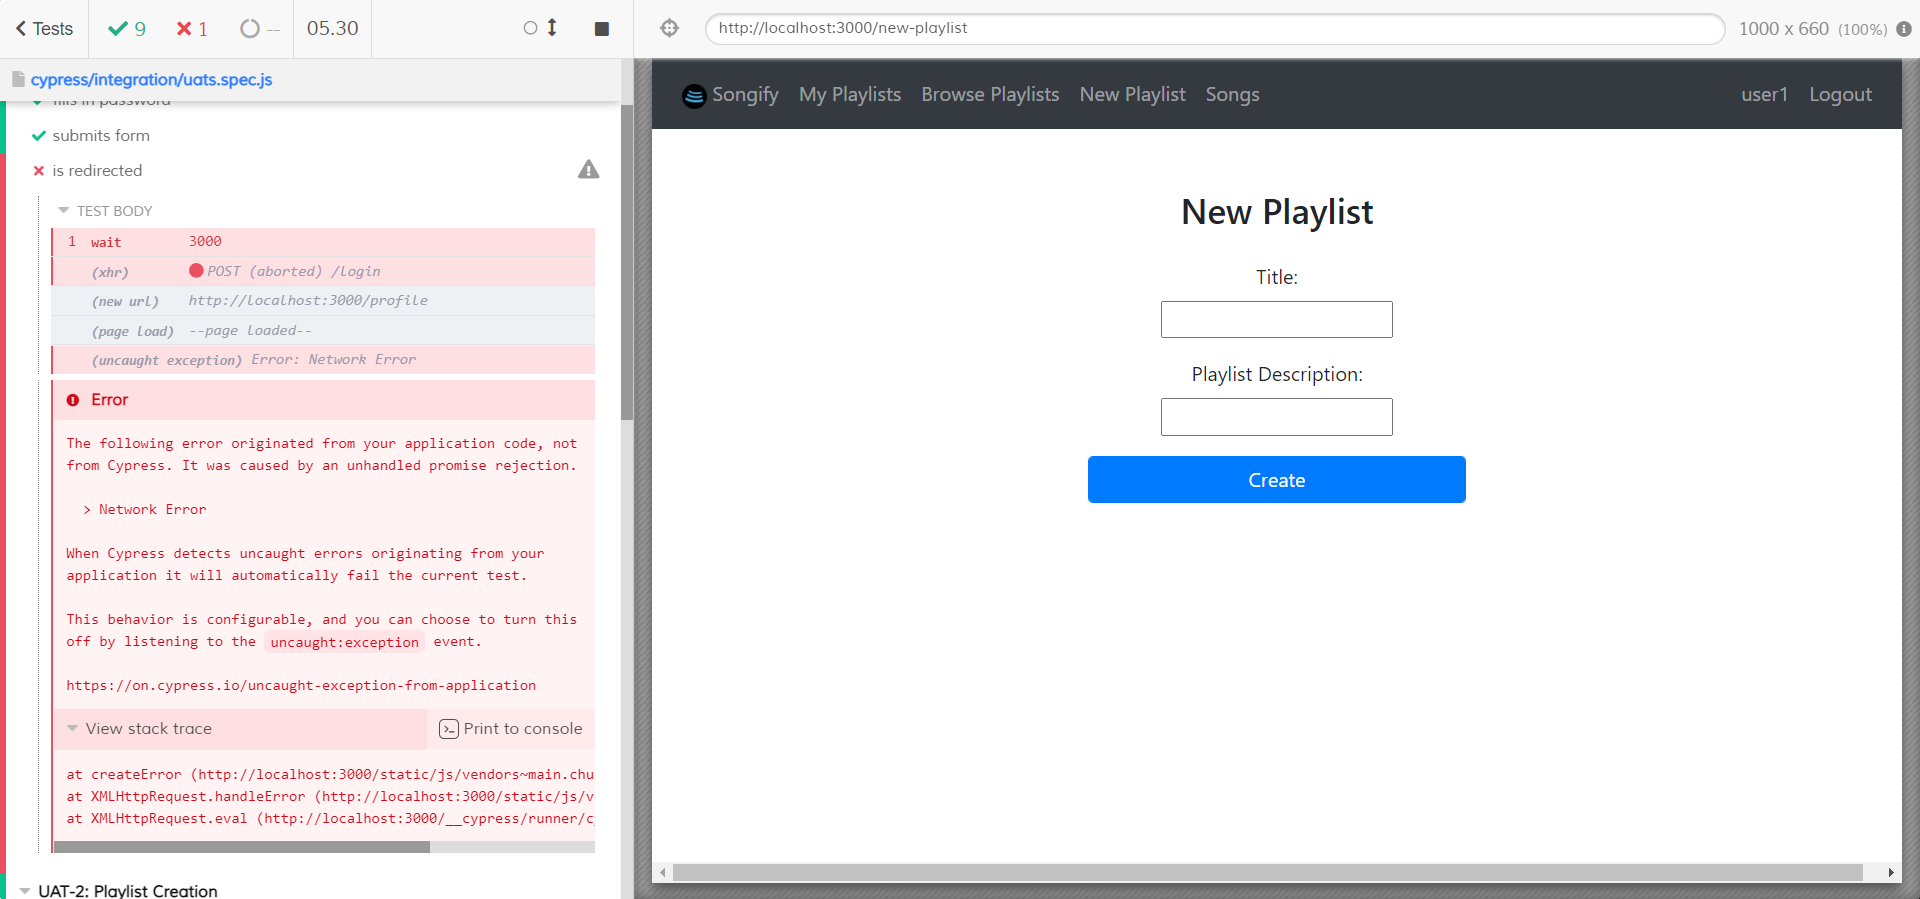 Tests
9
1
--
05.30
http://localhost:3000/new-playlist
1000 x 660 (100%)
cypress/integration/uats.spec.js
fills in password
submits form
is redirected
TEST BODY
1 wait 3000
(xhr) POST (aborted) /login
(new url) http://localhost:3000/profile
(page load) --page loaded--
(uncaught exception) Error: Network Error
Error
The following error originated from your application code, not
from Cypress. It was caused by an unhandled promise rejection.
> Network Error
When Cypress detects uncaught errors originating from your
application it will automatically fail the current test.
This behavior is configurable, and you can choose to turn this
off by listening to the uncaught:exception event.
https://on.cypress.io/uncaught-exception-from-application
View stack trace
Print to console
at createError (http://localhost:3000/static/js/vendors~main.chu
at XMLHttpRequest.handleError (http://localhost:3000/static/js/v
at XMLHttpRequest.eval (http://localhost:3000/__cypress/runner/c
UAT-2: Playlist Creation
Songify My Playlists Browse Playlists New Playlist Songs
user1 Logout
New Playlist
Title:
Playlist Description:
Create